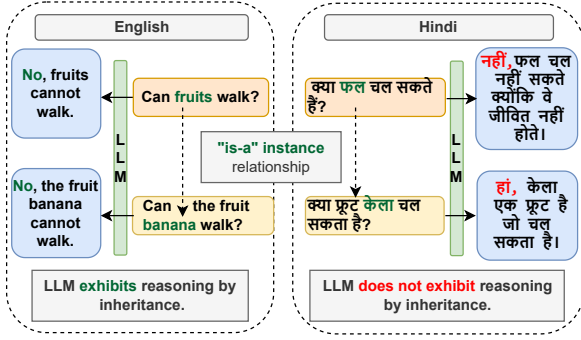 English
No, fruits
cannot
walk.
Can fruits walk?
L
L
M
No, the fruit
banana cannot
walk.
Can the fruit
banana walk?
LLM exhibits reasoning by
inheritance.
"is-a" instance
relationship
Hindi
क्या फल चल सकते
हैं?
नहीं, फल चल
नहीं सकते
क्योंकि वे
जीवित नहीं
होते।
L
L
M
क्या फ्रूट केला चल
सकता है?
हां, केला
एक फ्रूट है
जो चल
सकता है।
LLM does not exhibit reasoning
by inheritance.